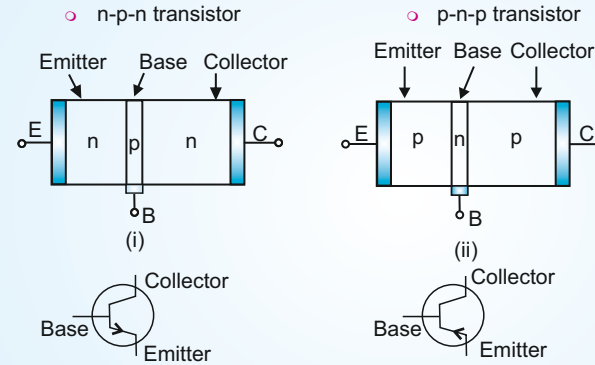 n-p-n transistor
Emitter Base Collector
E n p n C
B
(i)
Collector
Base
Emitter
p-n-p transistor
Emitter Base Collector
E p n p C
B
(ii)
Collector
Base
Emitter